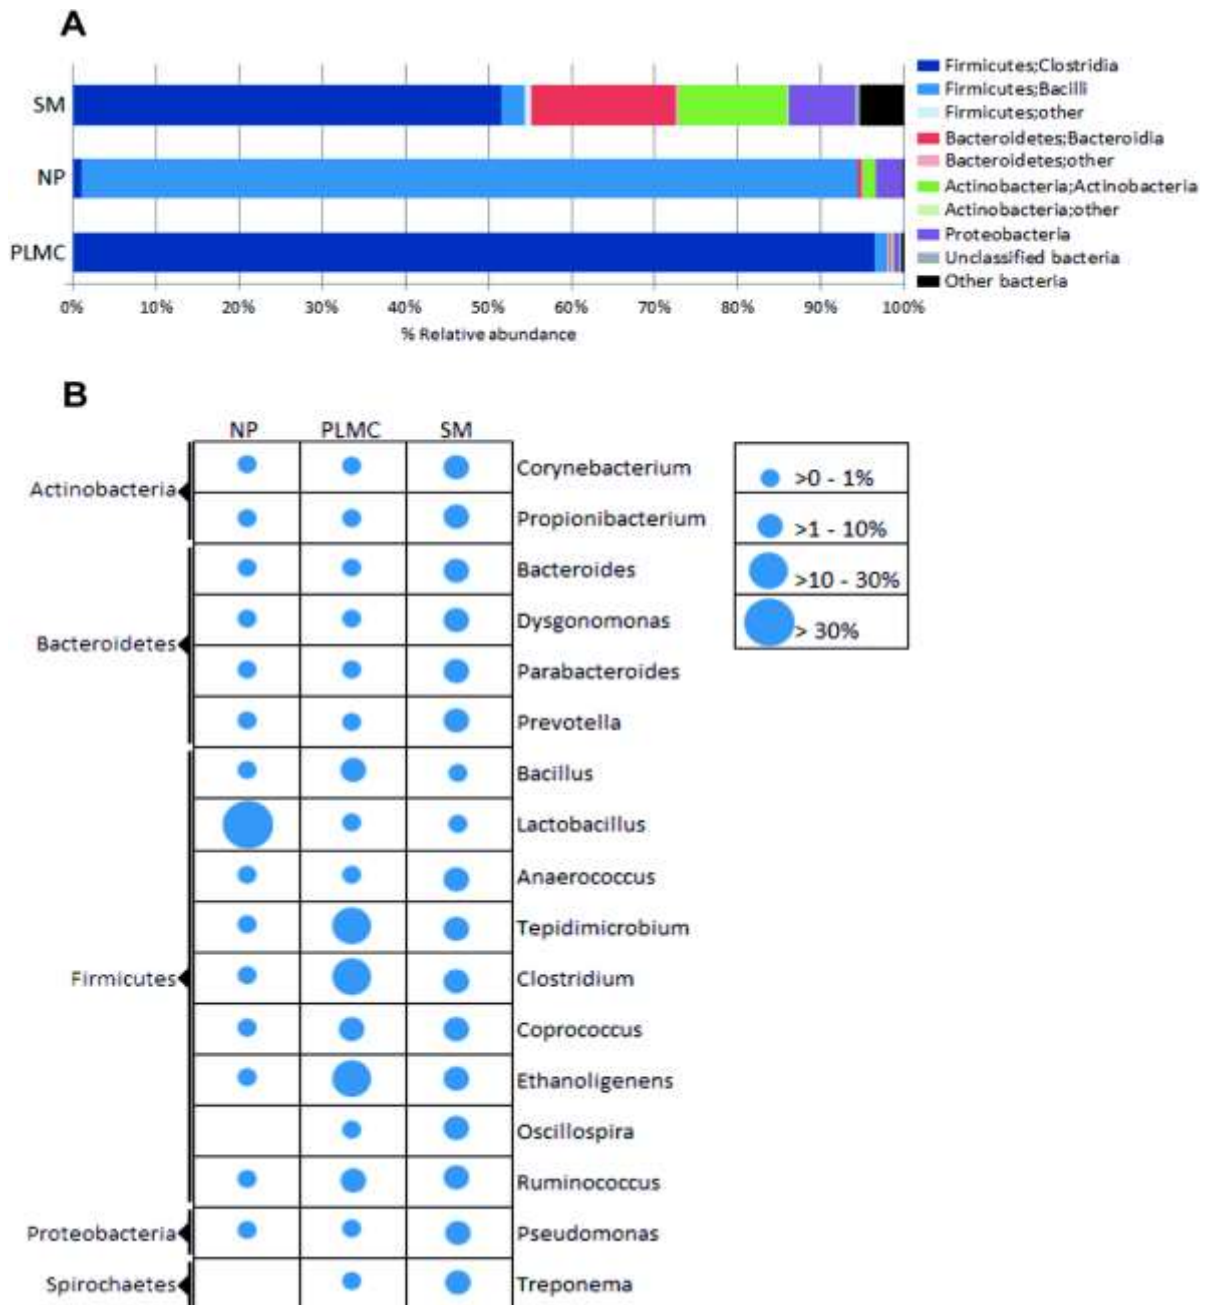 A
SM
NP
PLMC
0% 10% 20% 30% 40% 50% 60% 70% 80% 90% 100%
% Relative abundance
Firmicutes;Clostridia
Firmicutes;Bacilli
Firmicutes;other
Bacteroidetes;Bacteroidia
Bacteroidetes;other
Actinobacteria;Actinobacteria
Actinobacteria;other
Proteobacteria
Unclassified bacteria
Other bacteria
B
NP PLMC SM
Actinobacteria
Bacteroidetes
Firmicutes
Proteobacteria
Spirochaetes
Corynebacterium
Propionibacterium
Bacteroides
Dysgonomonas
Parabacteroides
Prevotella
Bacillus
Lactobacillus
Anaerococcus
Tepidimicrobium
Clostridium
Coprococcus
Ethanoligenens
Oscillospira
Ruminococcus
Pseudomonas
Treponema
>0 - 1%
>1 - 10%
>10 - 30%
> 30%